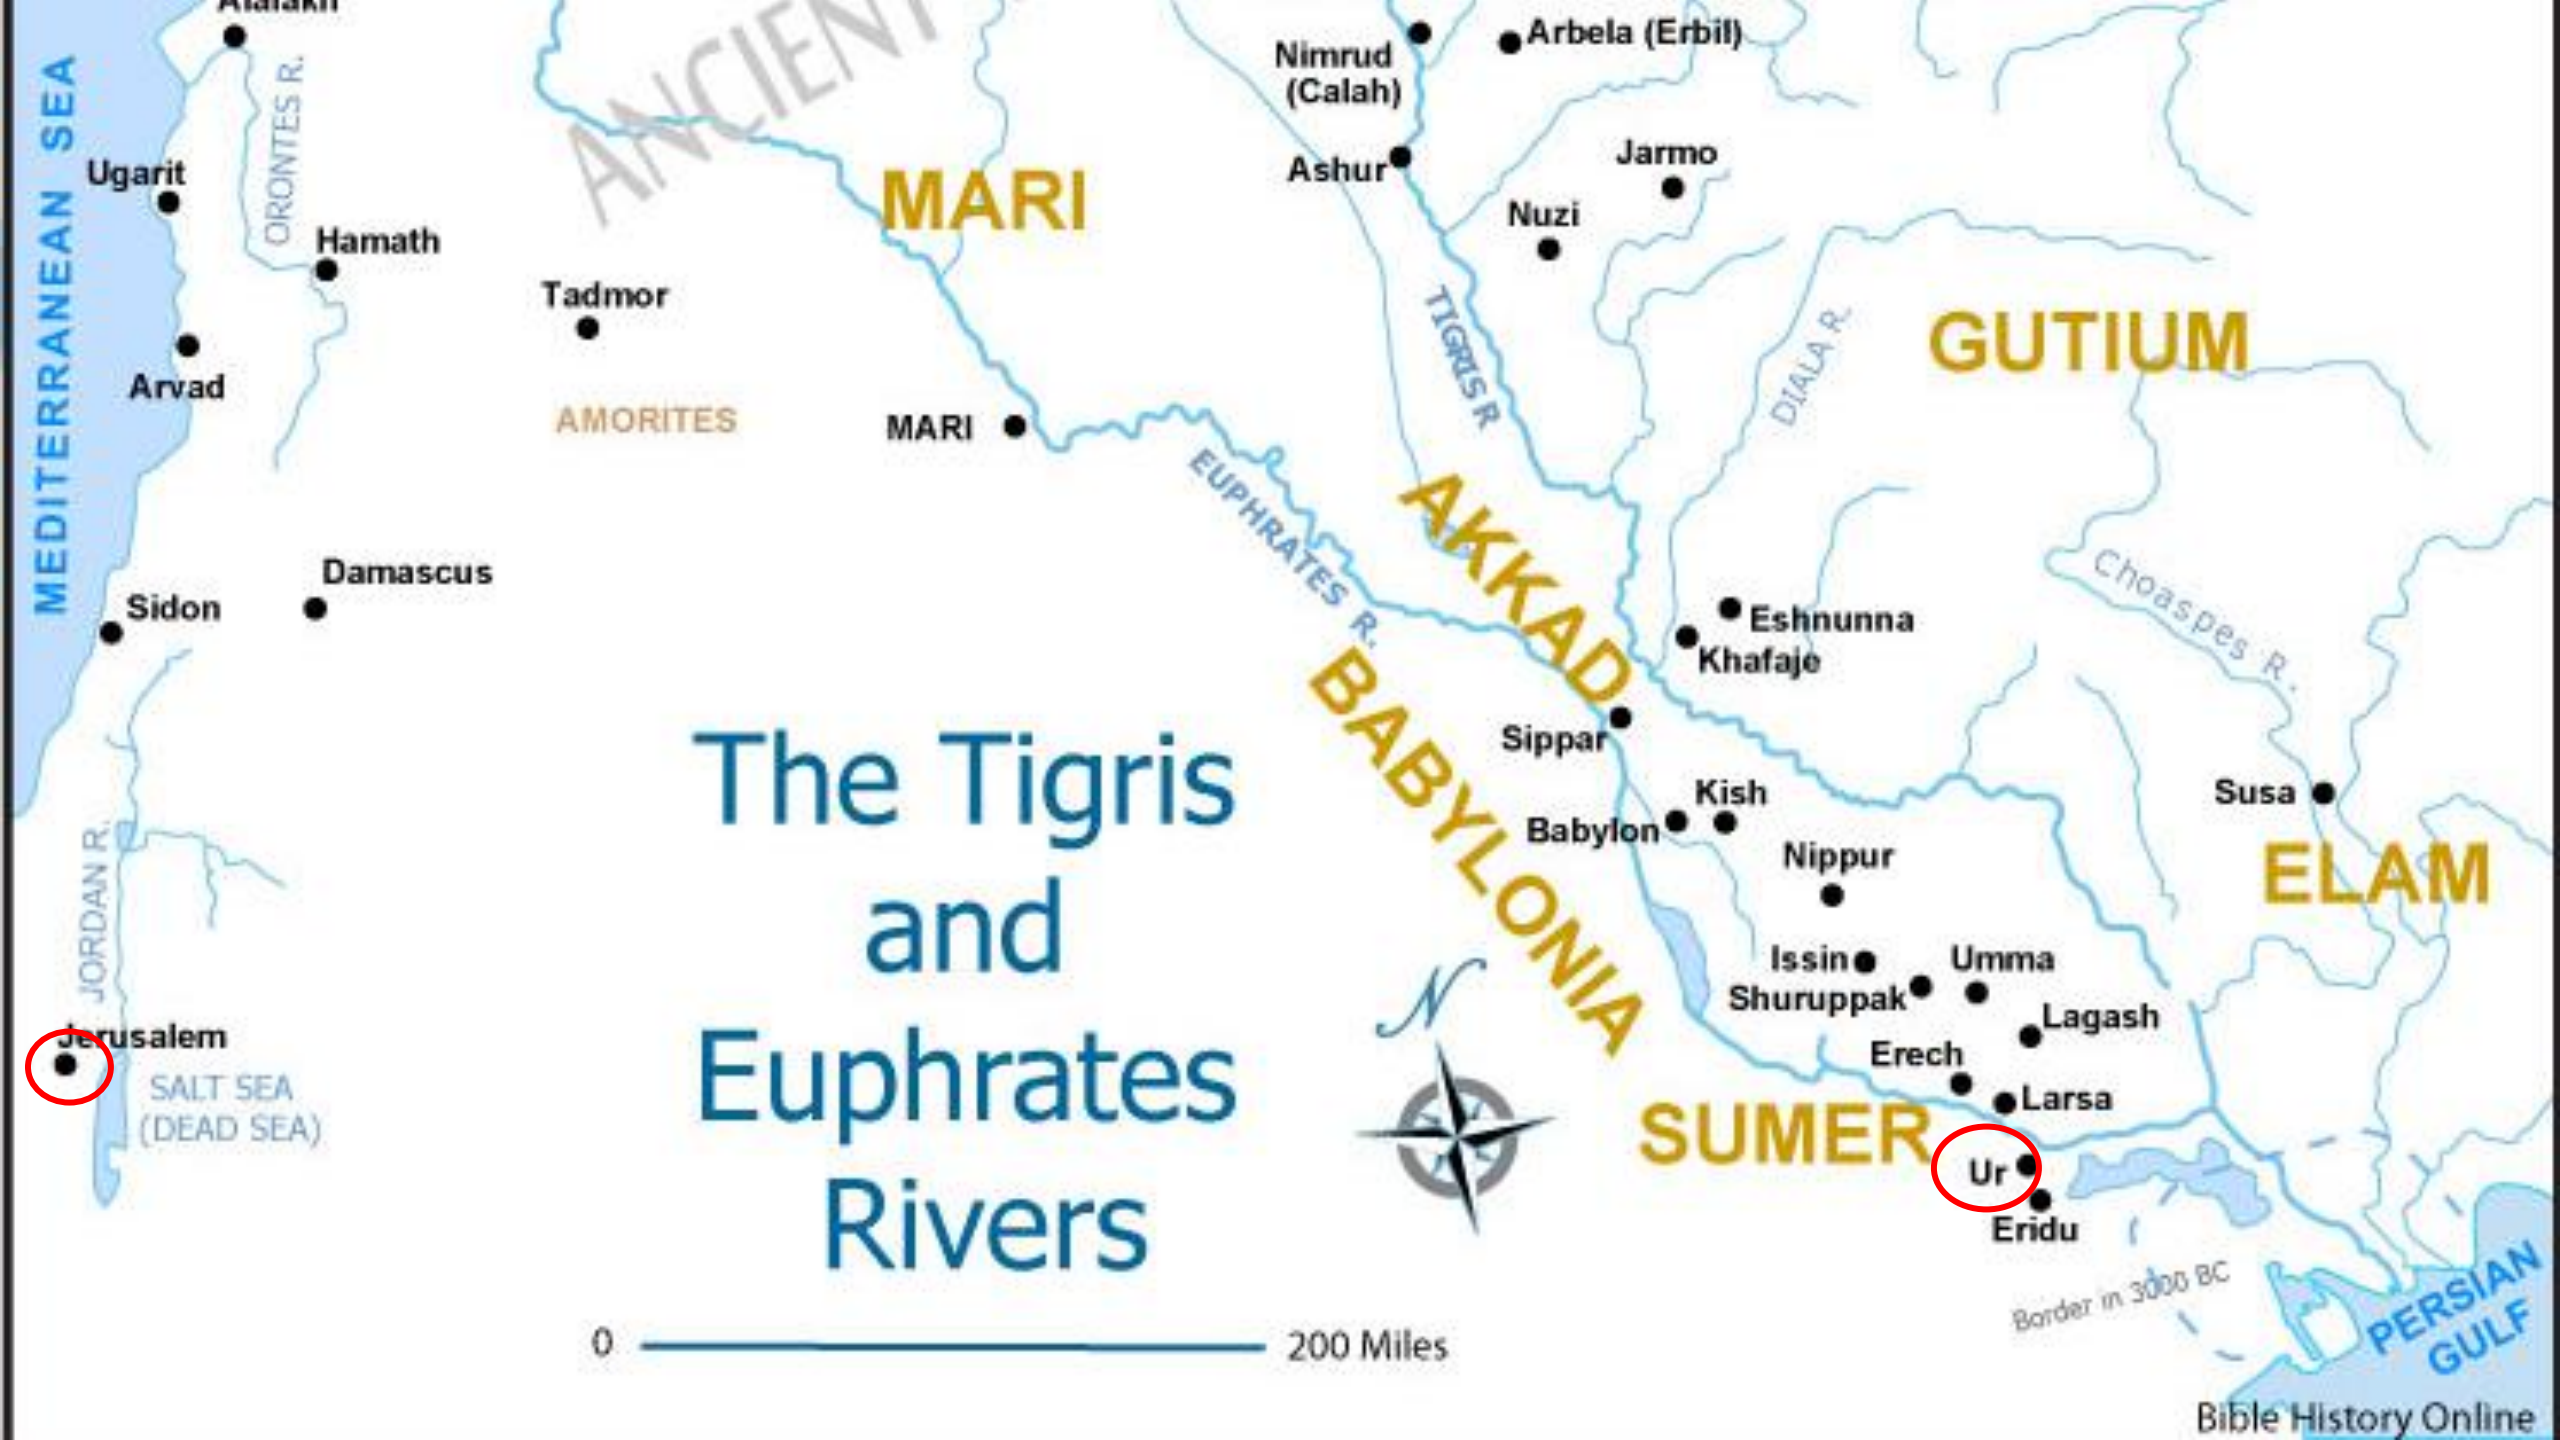 Alalakh
ANCIENT
Nimrud
(Calah)
Arbela (Erbil)
MEDITERRANEAN SEA
ORONTES R.
Ugarit
MARI
Ashur
Jarmo
Nuzi
Hamath
Tadmor
TIGRIS R
DIALA R.
GUTIUM
Arvad
AMORITES
MARI
EUPHRATES R.
AKKAD
Choaspes R.
Damascus
Sidon
Eshnunna
Khafaje
BABYLONIA
Sippar
The Tigris
and
Euphrates
Rivers
Kish
Babylon
Susa
Nippur
ELAM
JORDAN R.
Issin
Umma
Shuruppak
Lagash
N
Jerusalem
Erech
SALT SEA
(DEAD SEA)
Larsa
SUMER
Ur
Eridu
Border in 3000 BC
PERSIAN
GULF
0
200 Miles
Bible History Online